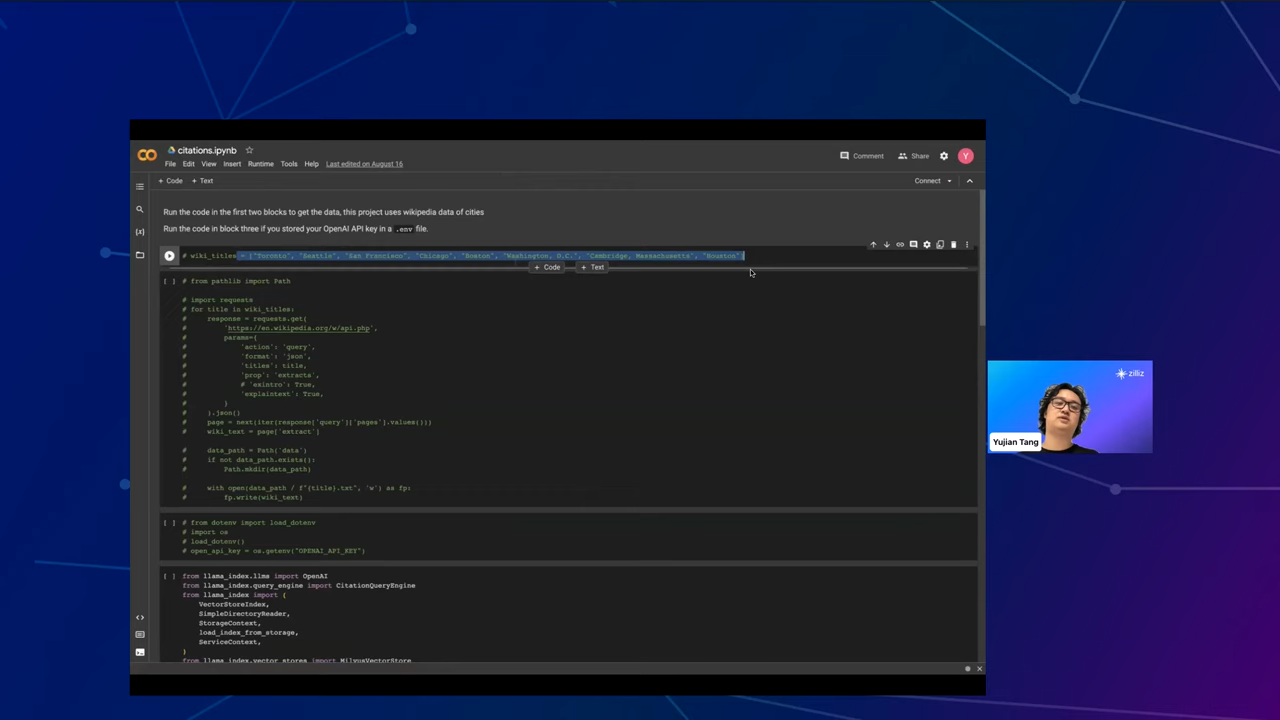 citations.ipynb
File Edit View Insert Runtime Tools Help Last edited on August 16
Comment Share Y
+ Code + Text
Connect
Run the code in the first two blocks to get the data, this project uses wikipedia data of cities
Run the code in block three if you stored your OpenAI API key in a .env file.
# wiki_titles = ["Toronto", "Seattle", "San Francisco", "Chicago", "Boston", "Washington, D.C.", "Cambridge, Massachusetts", "Houston"]
+ Code + Text
[ ] # from pathlib import Path
# import requests
# for title in wiki_titles:
#     response = requests.get(
#         'https://en.wikipedia.org/w/api.php',
#         params={
#             'action': 'query',
#             'format': 'json',
#             'titles': title,
#             'prop': 'extracts',
#             # 'exintro': True,
#             'explaintext': True,
#         }
#     ).json()
#     page = next(iter(response['query']['pages'].values()))
#     wiki_text = page['extract']
#     data_path = Path('data')
#     if not data_path.exists():
#         Path.mkdir(data_path)
#     with open(data_path / f"{title}.txt", 'w') as fp:
#         fp.write(wiki_text)
[ ] # from dotenv import load_dotenv
# import os
# load_dotenv()
# open_api_key = os.getenv("OPENAI_API_KEY")
[ ] from llama_index.llms import OpenAI
from llama_index.query_engine import CitationQueryEngine
from llama_index import (
    VectorStoreIndex,
    SimpleDirectoryReader,
    StorageContext,
    load_index_from_storage,
    ServiceContext,
)
from llama_index.vector_stores import MilvusVectorStore
zilliz
Yujian Tang